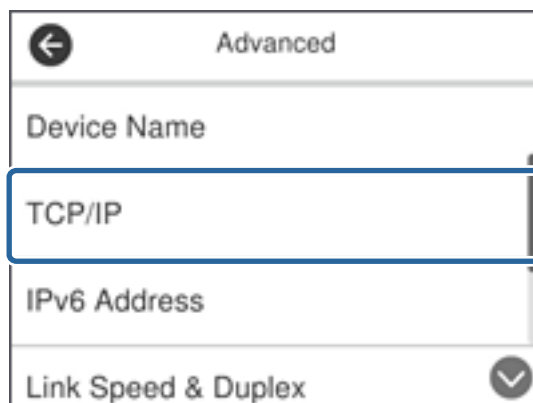 Advanced
Device Name
TCP/IP
IPv6 Address
Link Speed & Duplex